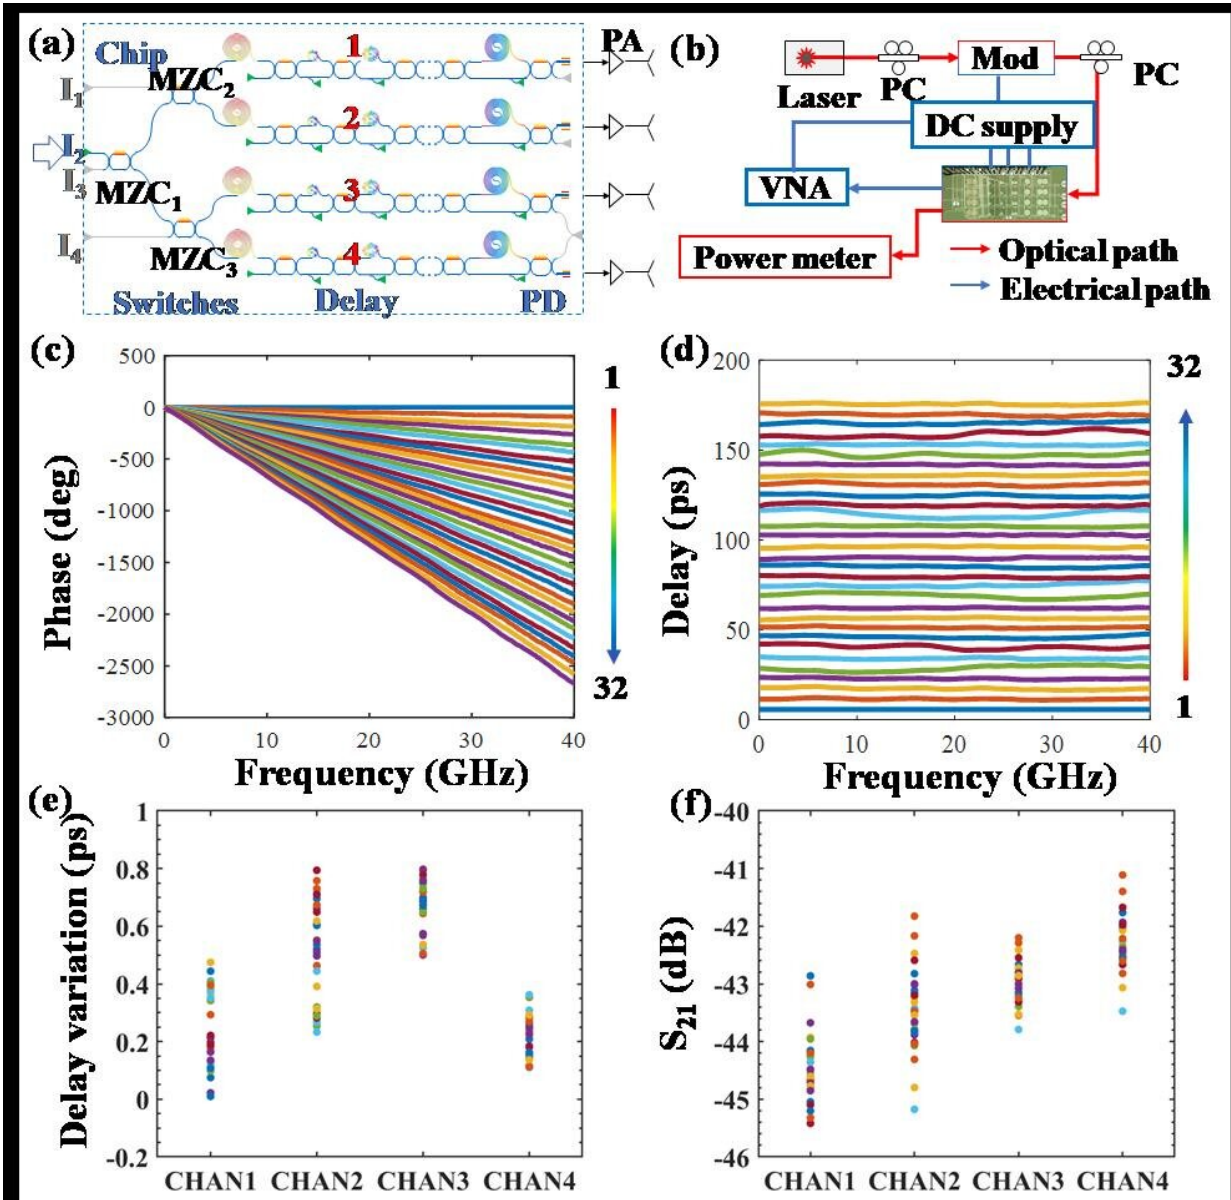 (a)
Chip
1
PA
MZC2
I1
2
I2
I3
MZC1
3
I4
MZC3
4
Switches
Delay
PD
(b)
Laser
PC
Mod
PC
DC supply
VNA
Power meter
Optical path
Electrical path
(c)
500
0
-500
-1000
-1500
-2000
-2500
-3000
0
10
20
30
40
Phase (deg)
Frequency (GHz)
1
32
(d)
200
150
100
50
0
0
10
20
30
40
Delay (ps)
Frequency (GHz)
32
1
(e)
1
0.8
0.6
0.4
0.2
0
-0.2
Delay variation (ps)
CHAN1 CHAN2 CHAN3 CHAN4
(f)
-40
-41
-42
-43
-44
-45
-46
S21 (dB)
CHAN1 CHAN2 CHAN3 CHAN4